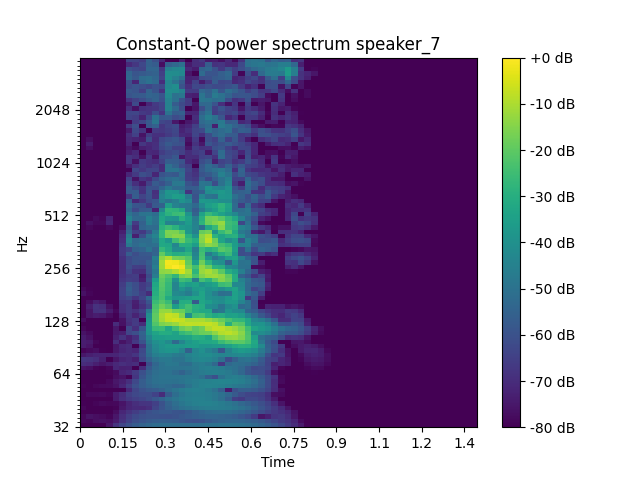 Constant-Q power spectrum speaker_7
Hz
2048
1024
512
256
128
64
32
0 0.15 0.3 0.45 0.6 0.75 0.9 1.1 1.2 1.4
Time
+0 dB
-10 dB
-20 dB
-30 dB
-40 dB
-50 dB
-60 dB
-70 dB
-80 dB